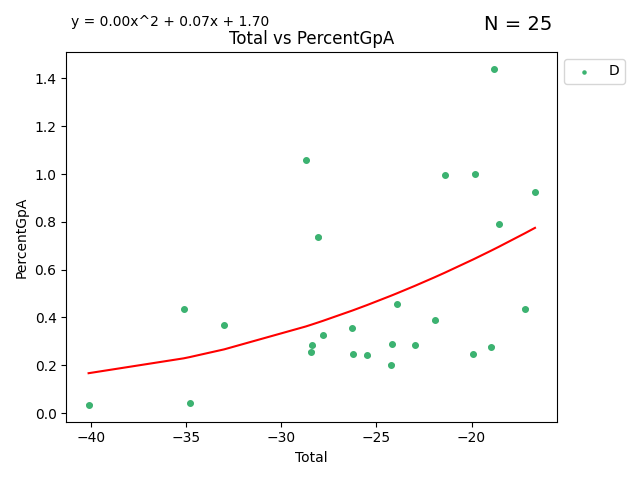 y = 0.00x^2 + 0.07x + 1.70
N = 25
Total vs PercentGpA
D
1.4
1.2
1.0
0.8
0.6
0.4
0.2
0.0
PercentGpA
−40 −35 −30 −25 −20
Total